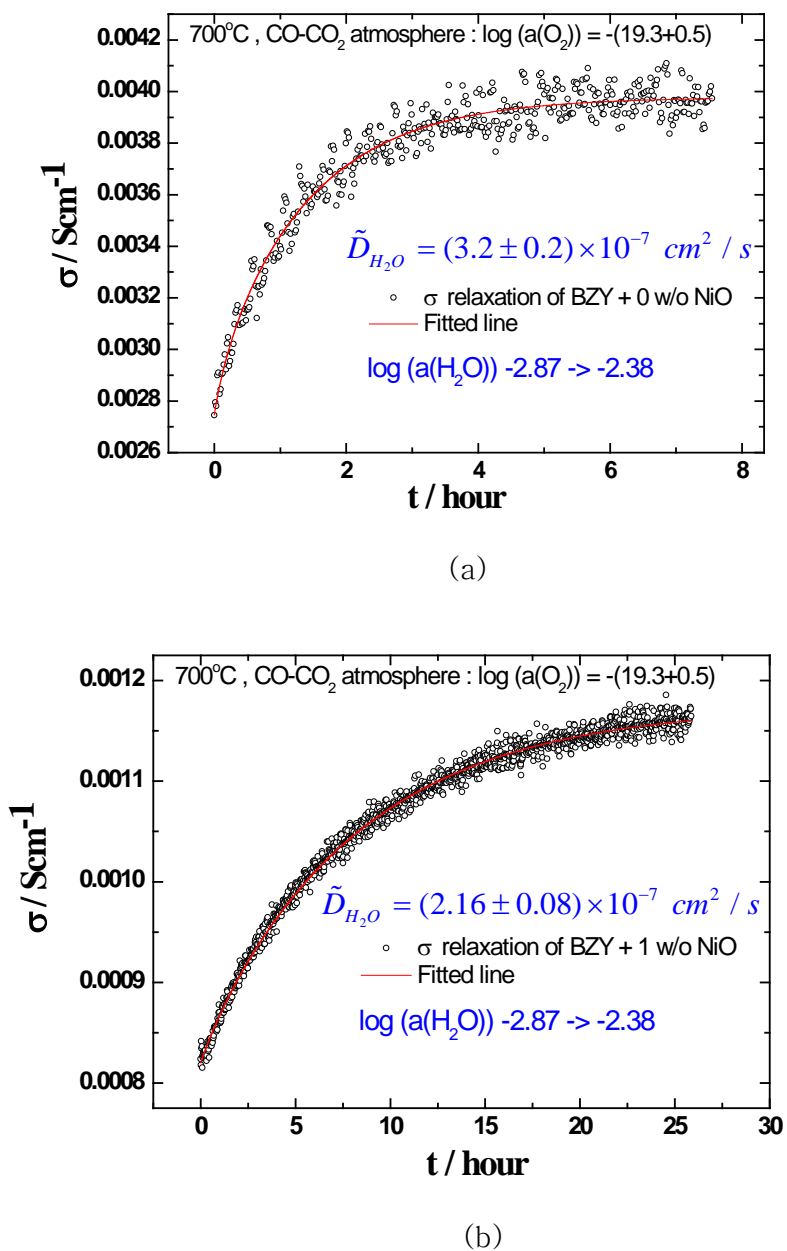 700°C , CO-CO₂ atmosphere : log (a(O₂)) = -(19.3+0.5)
0.0042
0.0040
0.0038
0.0036
0.0034
0.0032
0.0030
0.0028
0.0026
σ / Scm⁻¹
D̃_H₂O = (3.2 ± 0.2) × 10⁻⁷ cm² / s
σ relaxation of BZY + 0 w/o NiO
Fitted line
log (a(H₂O)) -2.87 -> -2.38
0 2 4 6 8
t / hour
(a)
700°C , CO-CO₂ atmosphere : log (a(O₂)) = -(19.3+0.5)
0.0012
0.0011
0.0010
0.0009
0.0008
σ / Scm⁻¹
D̃_H₂O = (2.16 ± 0.08) × 10⁻⁷ cm² / s
σ relaxation of BZY + 1 w/o NiO
Fitted line
log (a(H₂O)) -2.87 -> -2.38
0 5 10 15 20 25 30
t / hour
(b)